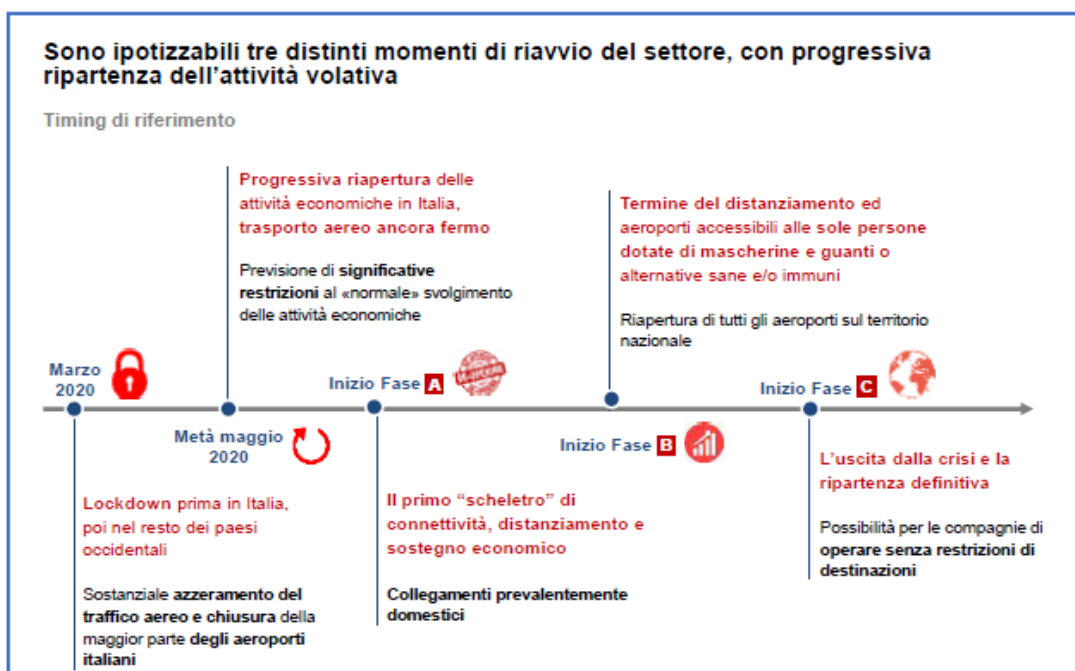 Sono ipotizzabili tre distinti momenti di riavvio del settore, con progressiva
ripartenza dell'attività volativa
Timing di riferimento
Progressiva riapertura delle
attività economiche in Italia,
trasporto aereo ancora fermo
Previsione di significative
restrizioni al «normale» svolgimento
delle attività economiche
Termine del distanziamento ed
aeroporti accessibili alle sole persone
dotate di mascherine e guanti o
alternative sane e/o immuni
Riapertura di tutti gli aeroporti sul territorio
nazionale
Marzo
2020
Inizio Fase A
Inizio Fase C
Metà maggio
2020
Inizio Fase B
Lockdown prima in Italia,
poi nel resto dei paesi
occidentali
Sostanziale azzeramento del
traffico aereo e chiusura della
maggior parte degli aeroporti
italiani
Il primo “scheletro” di
connettività, distanziamento e
sostegno economico
Collegamenti prevalentemente
domestici
L'uscita dalla crisi e la
ripartenza definitiva
Possibilità per le compagnie di
operare senza restrizioni di
destinazioni